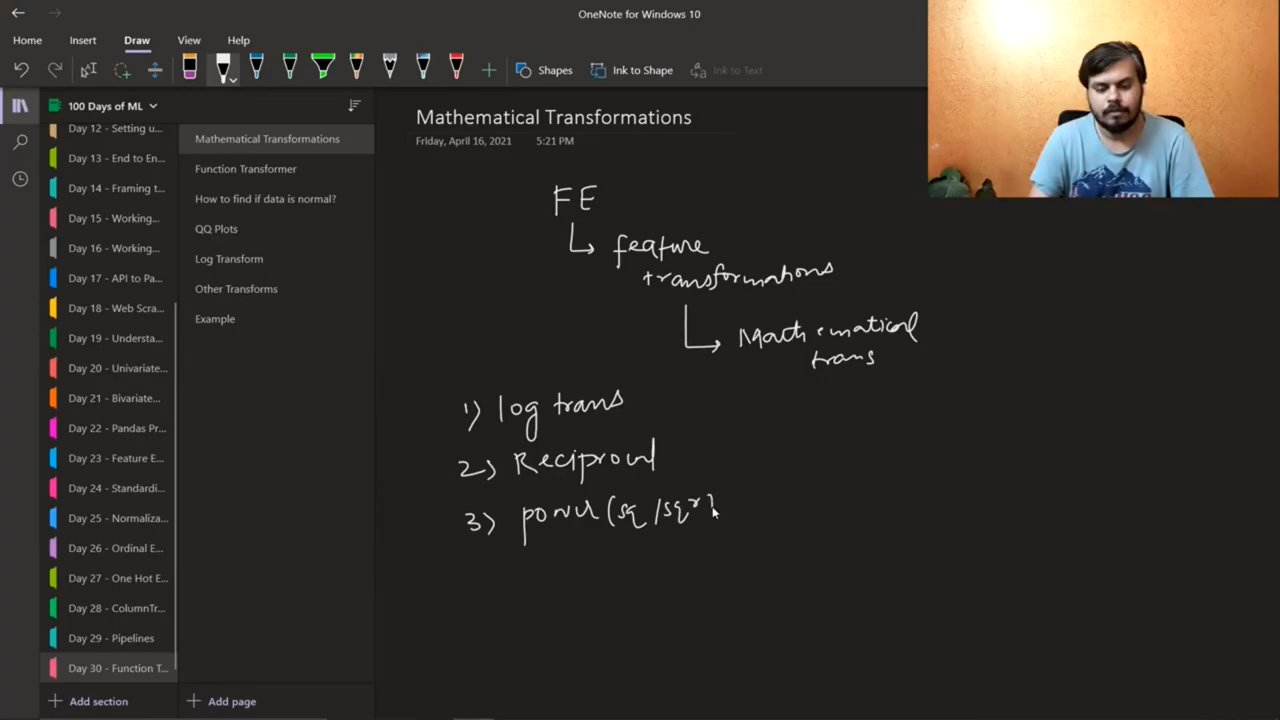 OneNote for Windows 10
Home Insert Draw View Help
Shapes Ink to Shape Ink to Text
100 Days of ML
Day 12 - Setting u...
Day 13 - End to En...
Day 14 - Framing t...
Day 15 - Working...
Day 16 - Working...
Day 17 - API to Pa...
Day 18 - Web Scra...
Day 19 - Understa...
Day 20 - Univariate...
Day 21 - Bivariate...
Day 22 - Pandas Pr...
Day 23 - Feature E...
Day 24 - Standardi...
Day 25 - Normaliza...
Day 26 - Ordinal E...
Day 27 - One Hot E...
Day 28 - ColumnTr...
Day 29 - Pipelines
Day 30 - Function T...
Add section
Mathematical Transformations
Function Transformer
How to find if data is normal?
QQ Plots
Log Transform
Other Transforms
Example
Add page
Mathematical Transformations
Friday, April 16, 2021 5:21 PM
FE
feature
transformations
Mathematical
trans
1) log trans
2) Reciprocal
3) power (sq/sqr)